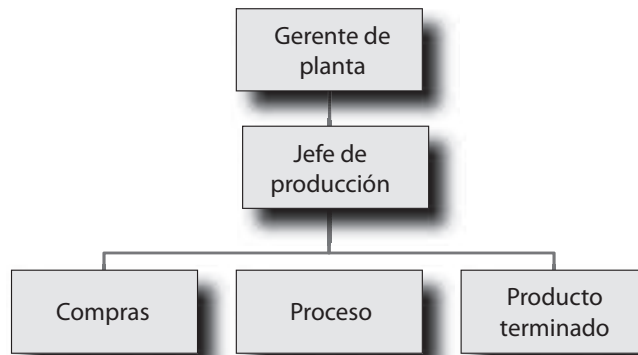 Gerente de
planta
Jefe de
producción
Compras
Proceso
Producto
terminado